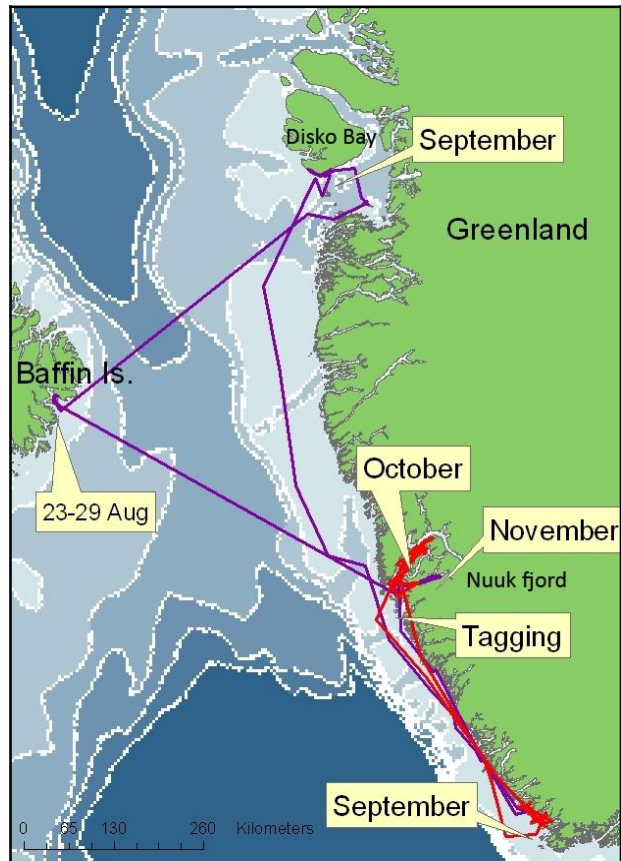 Disko Bay
September
Greenland
Baffin Is.
23-29 Aug
October
November
Nuuk fjord
Tagging
September
0 65 130 260 Kilometers